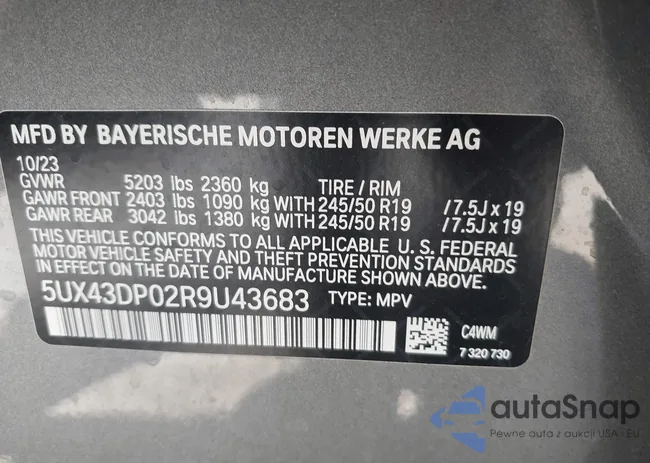 MFD BY BAYERISCHE MOTOREN WERKE AG
10/23
GVWR 5203 lbs 2360 kg TIRE / RIM
GAWR FRONT 2403 lbs 1090 kg WITH 245/50 R19 / 7.5J x 19
GAWR REAR 3042 lbs 1380 kg WITH 245/50 R19 / 7.5J x 19
THIS VEHICLE CONFORMS TO ALL APPLICABLE U. S. FEDERAL
MOTOR VEHICLE SAFETY AND THEFT PREVENTION STANDARDS
IN EFFECT ON THE DATE OF MANUFACTURE SHOWN ABOVE.
5UX43DP02R9U43683 TYPE: MPV
C4WM
7 320 730
autaSnap
Pewne auta z aukcji USA - EU